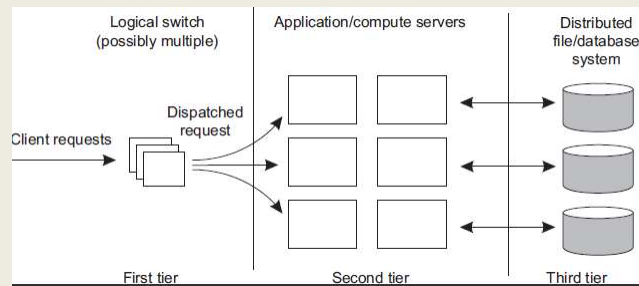 Logical switch
(possibly multiple)
Application/compute servers
Distributed
file/database
system
Client requests
Dispatched
request
First tier
Second tier
Third tier